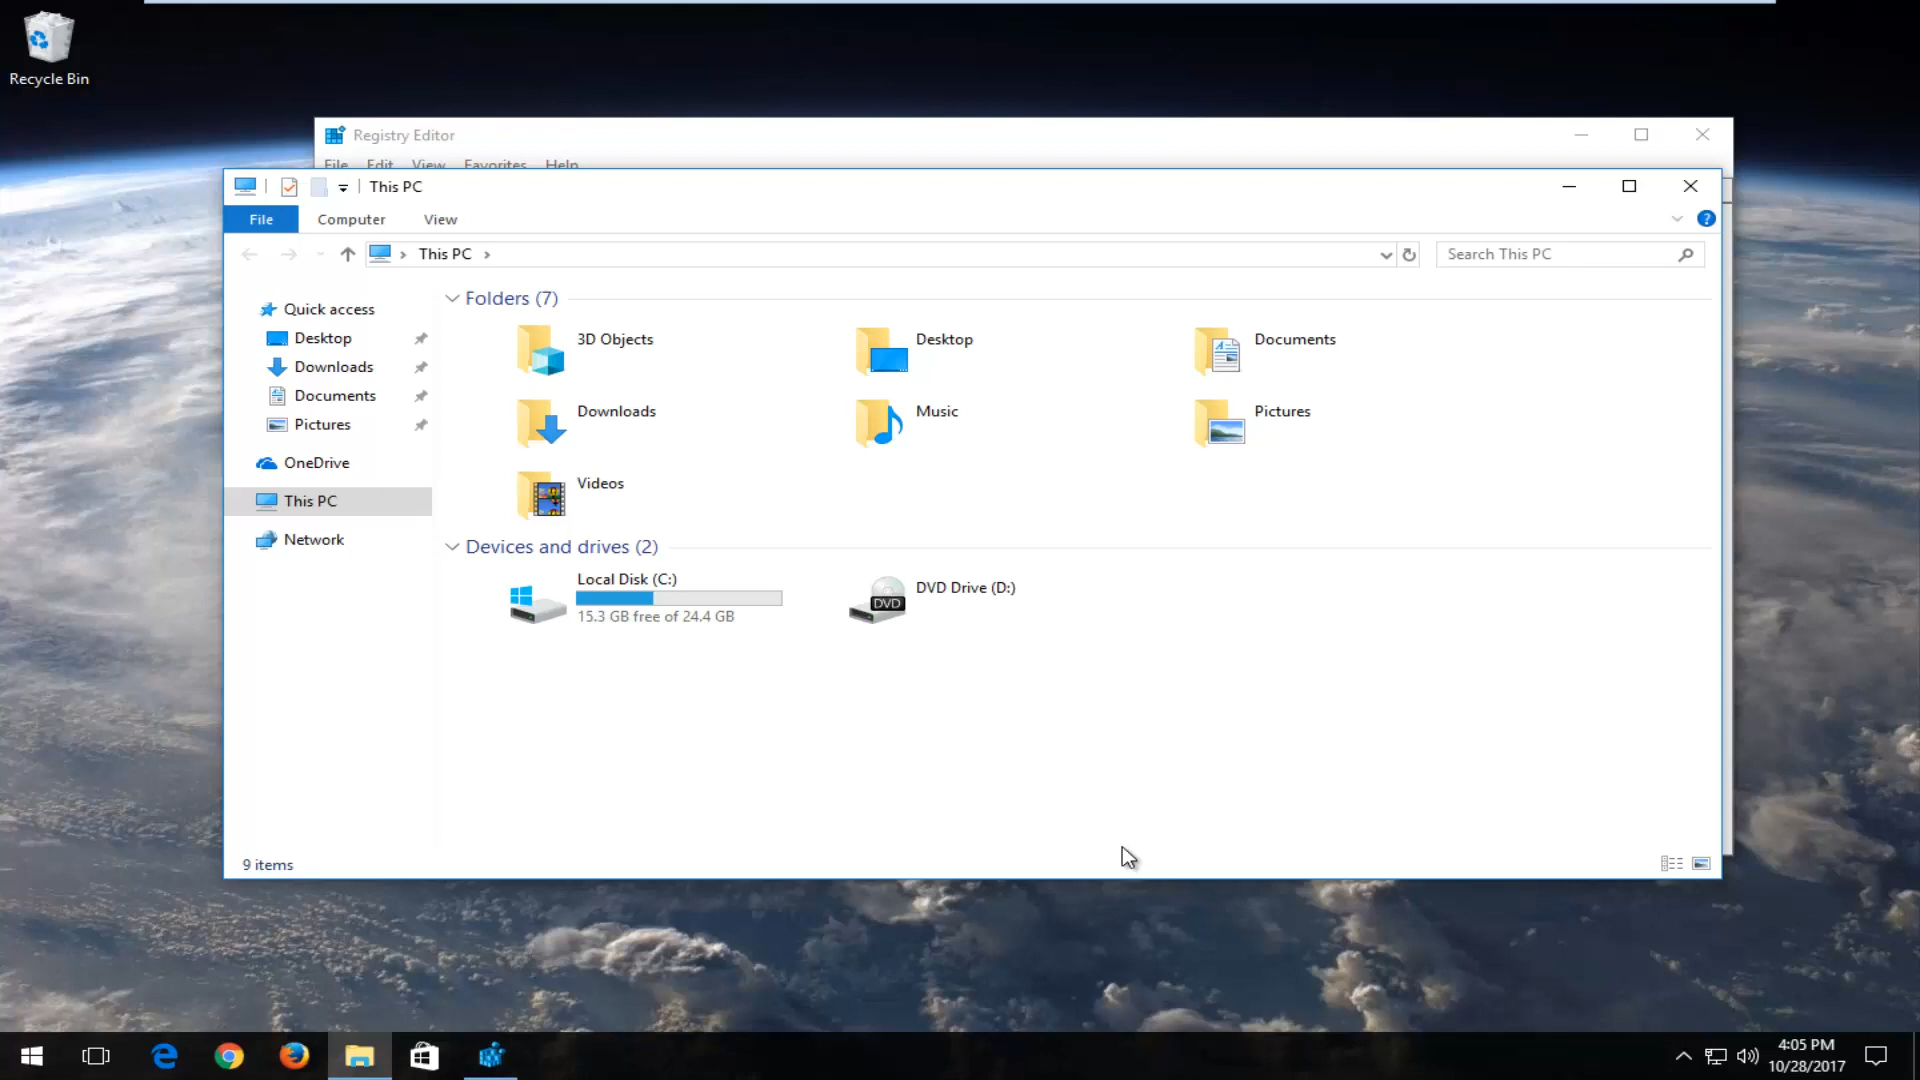 Recycle Bin
Registry Editor
File Edit View Favorites Help
This PC
File Computer View
This PC
Search This PC
Quick access
Desktop
Downloads
Documents
Pictures
OneDrive
This PC
Network
Folders (7)
3D Objects
Desktop
Documents
Downloads
Music
Pictures
Videos
Devices and drives (2)
Local Disk (C:)
15.3 GB free of 24.4 GB
DVD
DVD Drive (D:)
9 items
4:05 PM
10/28/2017